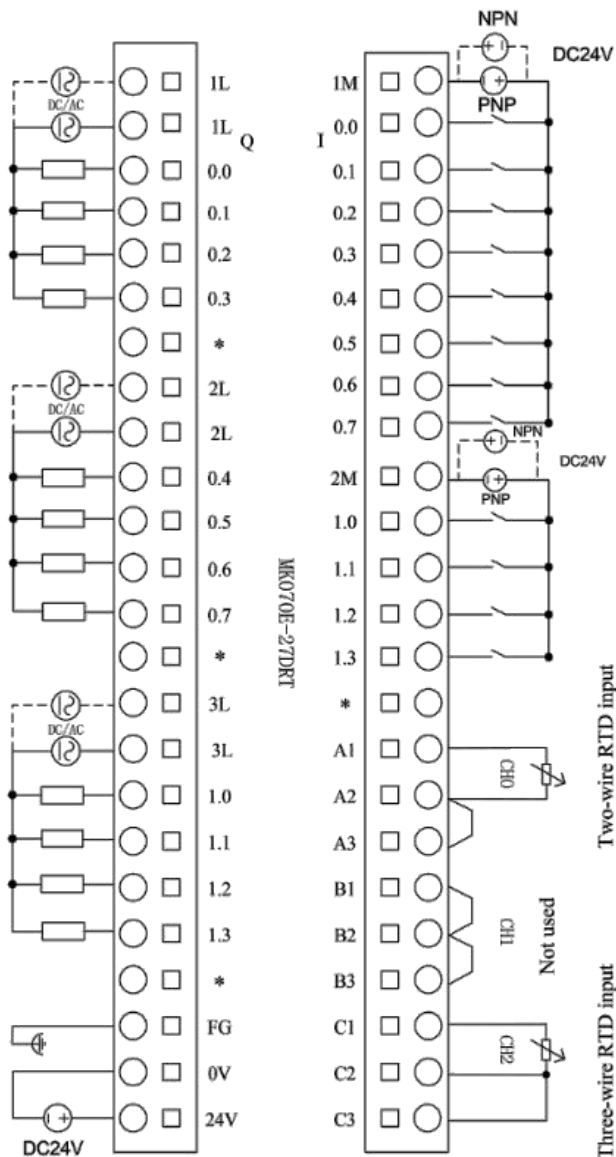 NPN
DC24V
1L
1M
PNP
DC/AC
1L
Q
I
0.0
0.0
0.1
0.1
0.2
0.2
0.3
0.3
0.4
*
0.5
2L
0.6
DC/AC
2L
0.7
NPN
DC24V
0.4
2M
PNP
0.5
1.0
0.6
1.1
0.7
1.2
*
1.3
MK070E-27DRT
3L
*
DC/AC
3L
A1
CH0
Two-wire RTD input
1.0
A2
1.1
A3
1.2
B1
1.3
B2
CH1
Not used
*
B3
FG
C1
CH2
Three-wire RTD input
0V
C2
24V
C3
DC24V